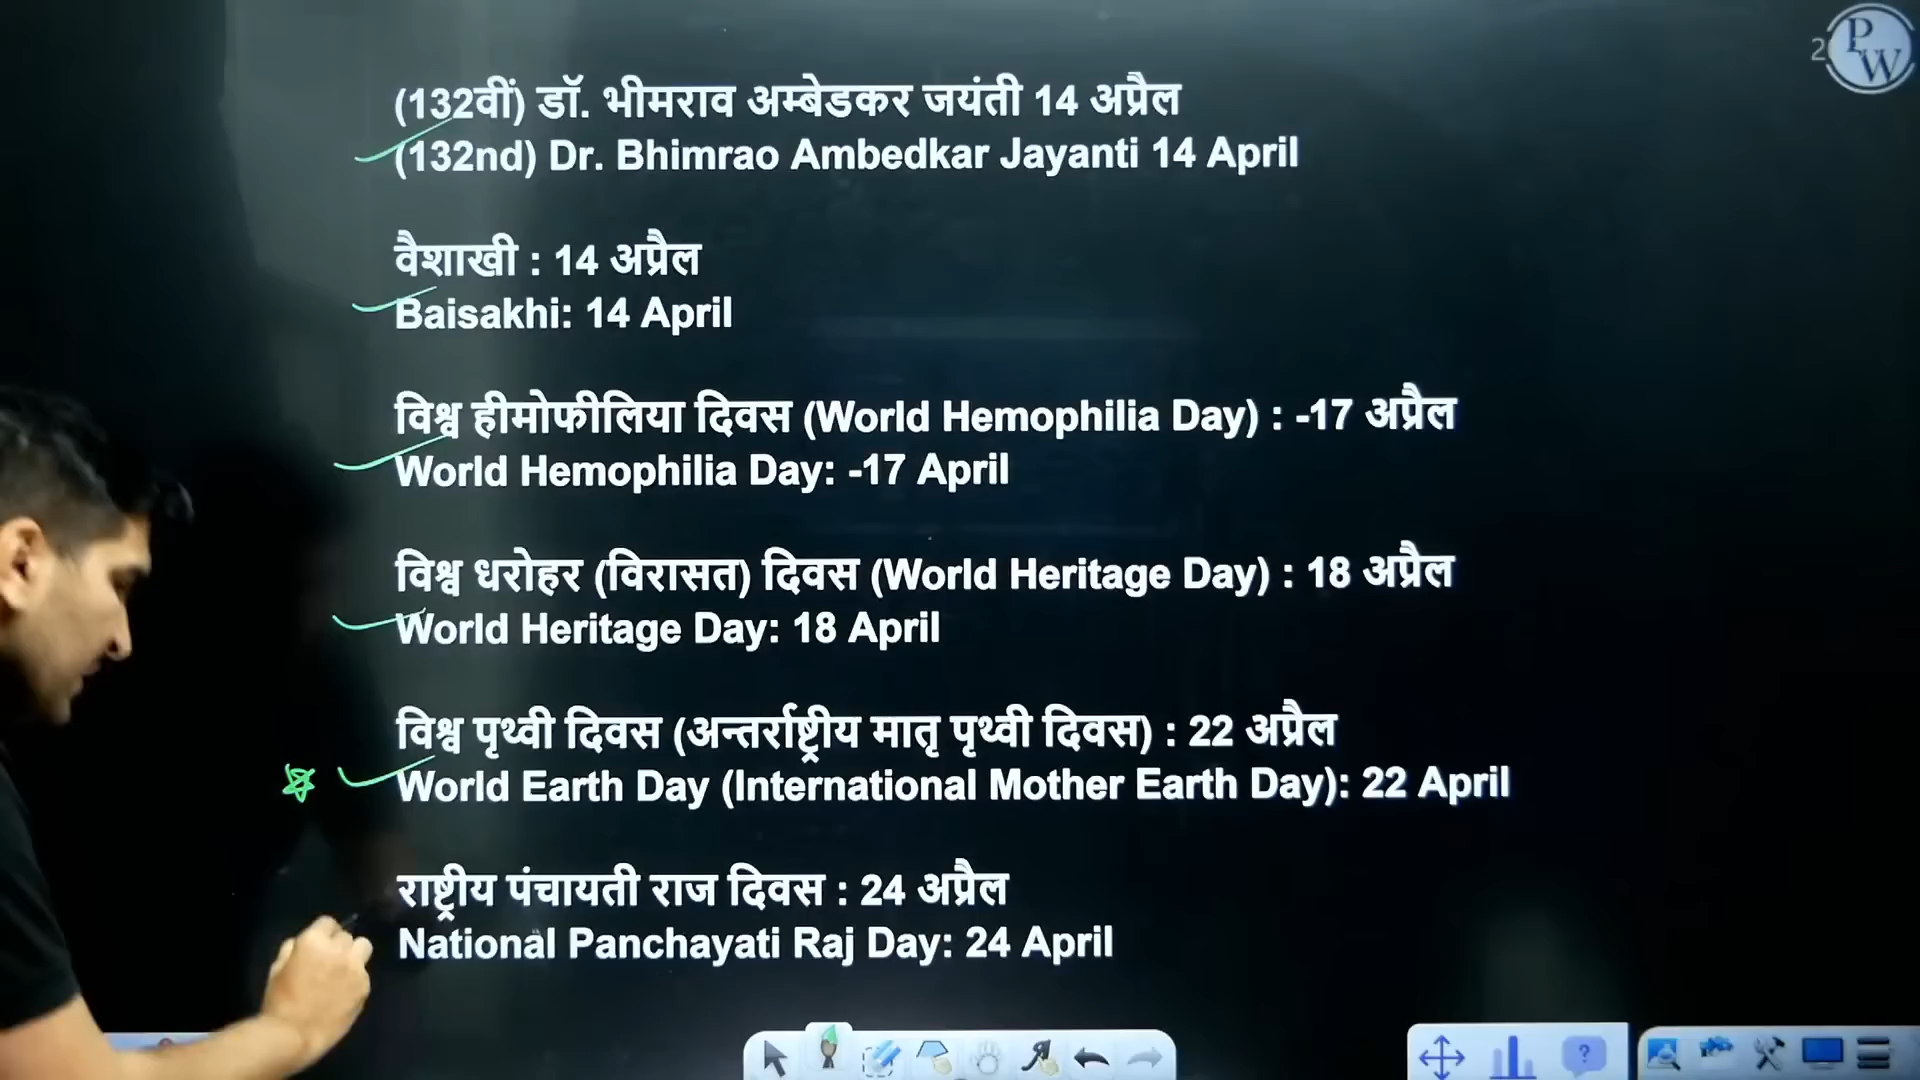 (132वीं) डॉ. भीमराव अम्बेडकर जयंती 14 अप्रैल
(132nd) Dr. Bhimrao Ambedkar Jayanti 14 April
वैशाखी : 14 अप्रैल
Baisakhi: 14 April
विश्व हीमोफीलिया दिवस (World Hemophilia Day) : -17 अप्रैल
World Hemophilia Day: -17 April
विश्व धरोहर (विरासत) दिवस (World Heritage Day) : 18 अप्रैल
World Heritage Day: 18 April
विश्व पृथ्वी दिवस (अन्तर्राष्ट्रीय मातृ पृथ्वी दिवस) : 22 अप्रैल
World Earth Day (International Mother Earth Day): 22 April
राष्ट्रीय पंचायती राज दिवस : 24 अप्रैल
National Panchayati Raj Day: 24 April
2
PW